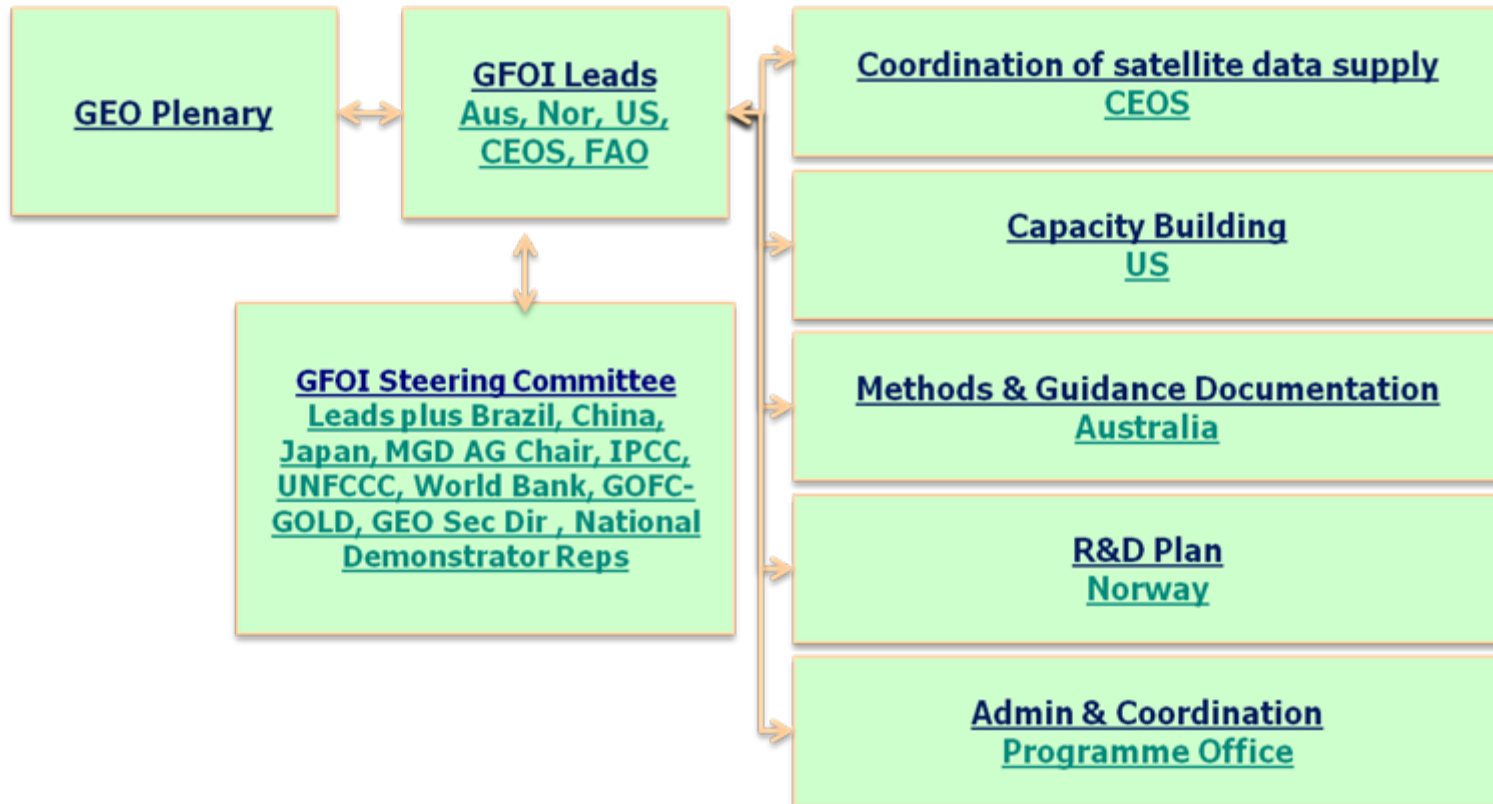 GEO Plenary
GFOI Leads
Aus, Nor, US,
CEOS, FAO
GFOI Steering Committee
Leads plus Brazil, China,
Japan, MGD AG Chair, IPCC,
UNFCCC, World Bank, GOFC-
GOLD, GEO Sec Dir , National
Demonstrator Reps
Coordination of satellite data supply
CEOS
Capacity Building
US
Methods & Guidance Documentation
Australia
R&D Plan
Norway
Admin & Coordination
Programme Office